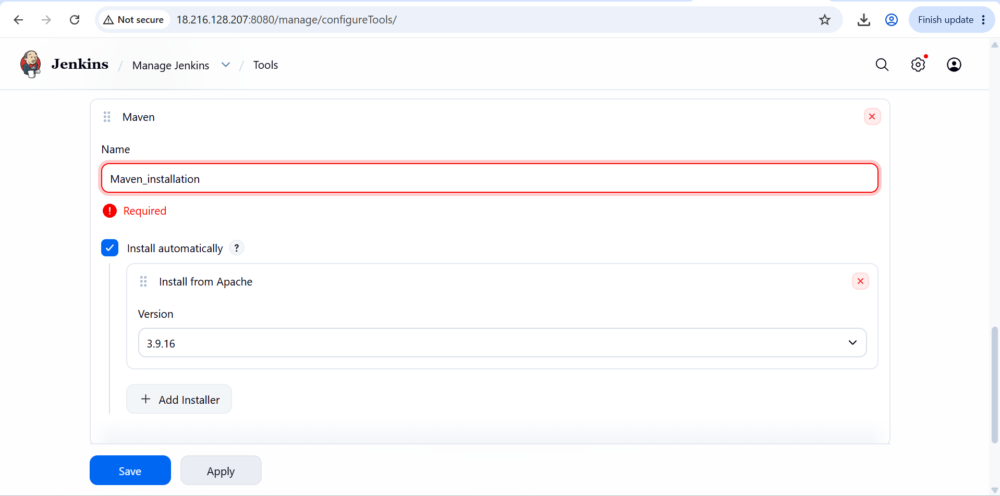 Not secure 18.216.128.207:8080/manage/configureTools/ Finish update
Jenkins / Manage Jenkins / Tools
Maven
Name
Maven_installation
! Required
Install automatically ?
Install from Apache
Version
3.9.16
+ Add Installer
Save Apply